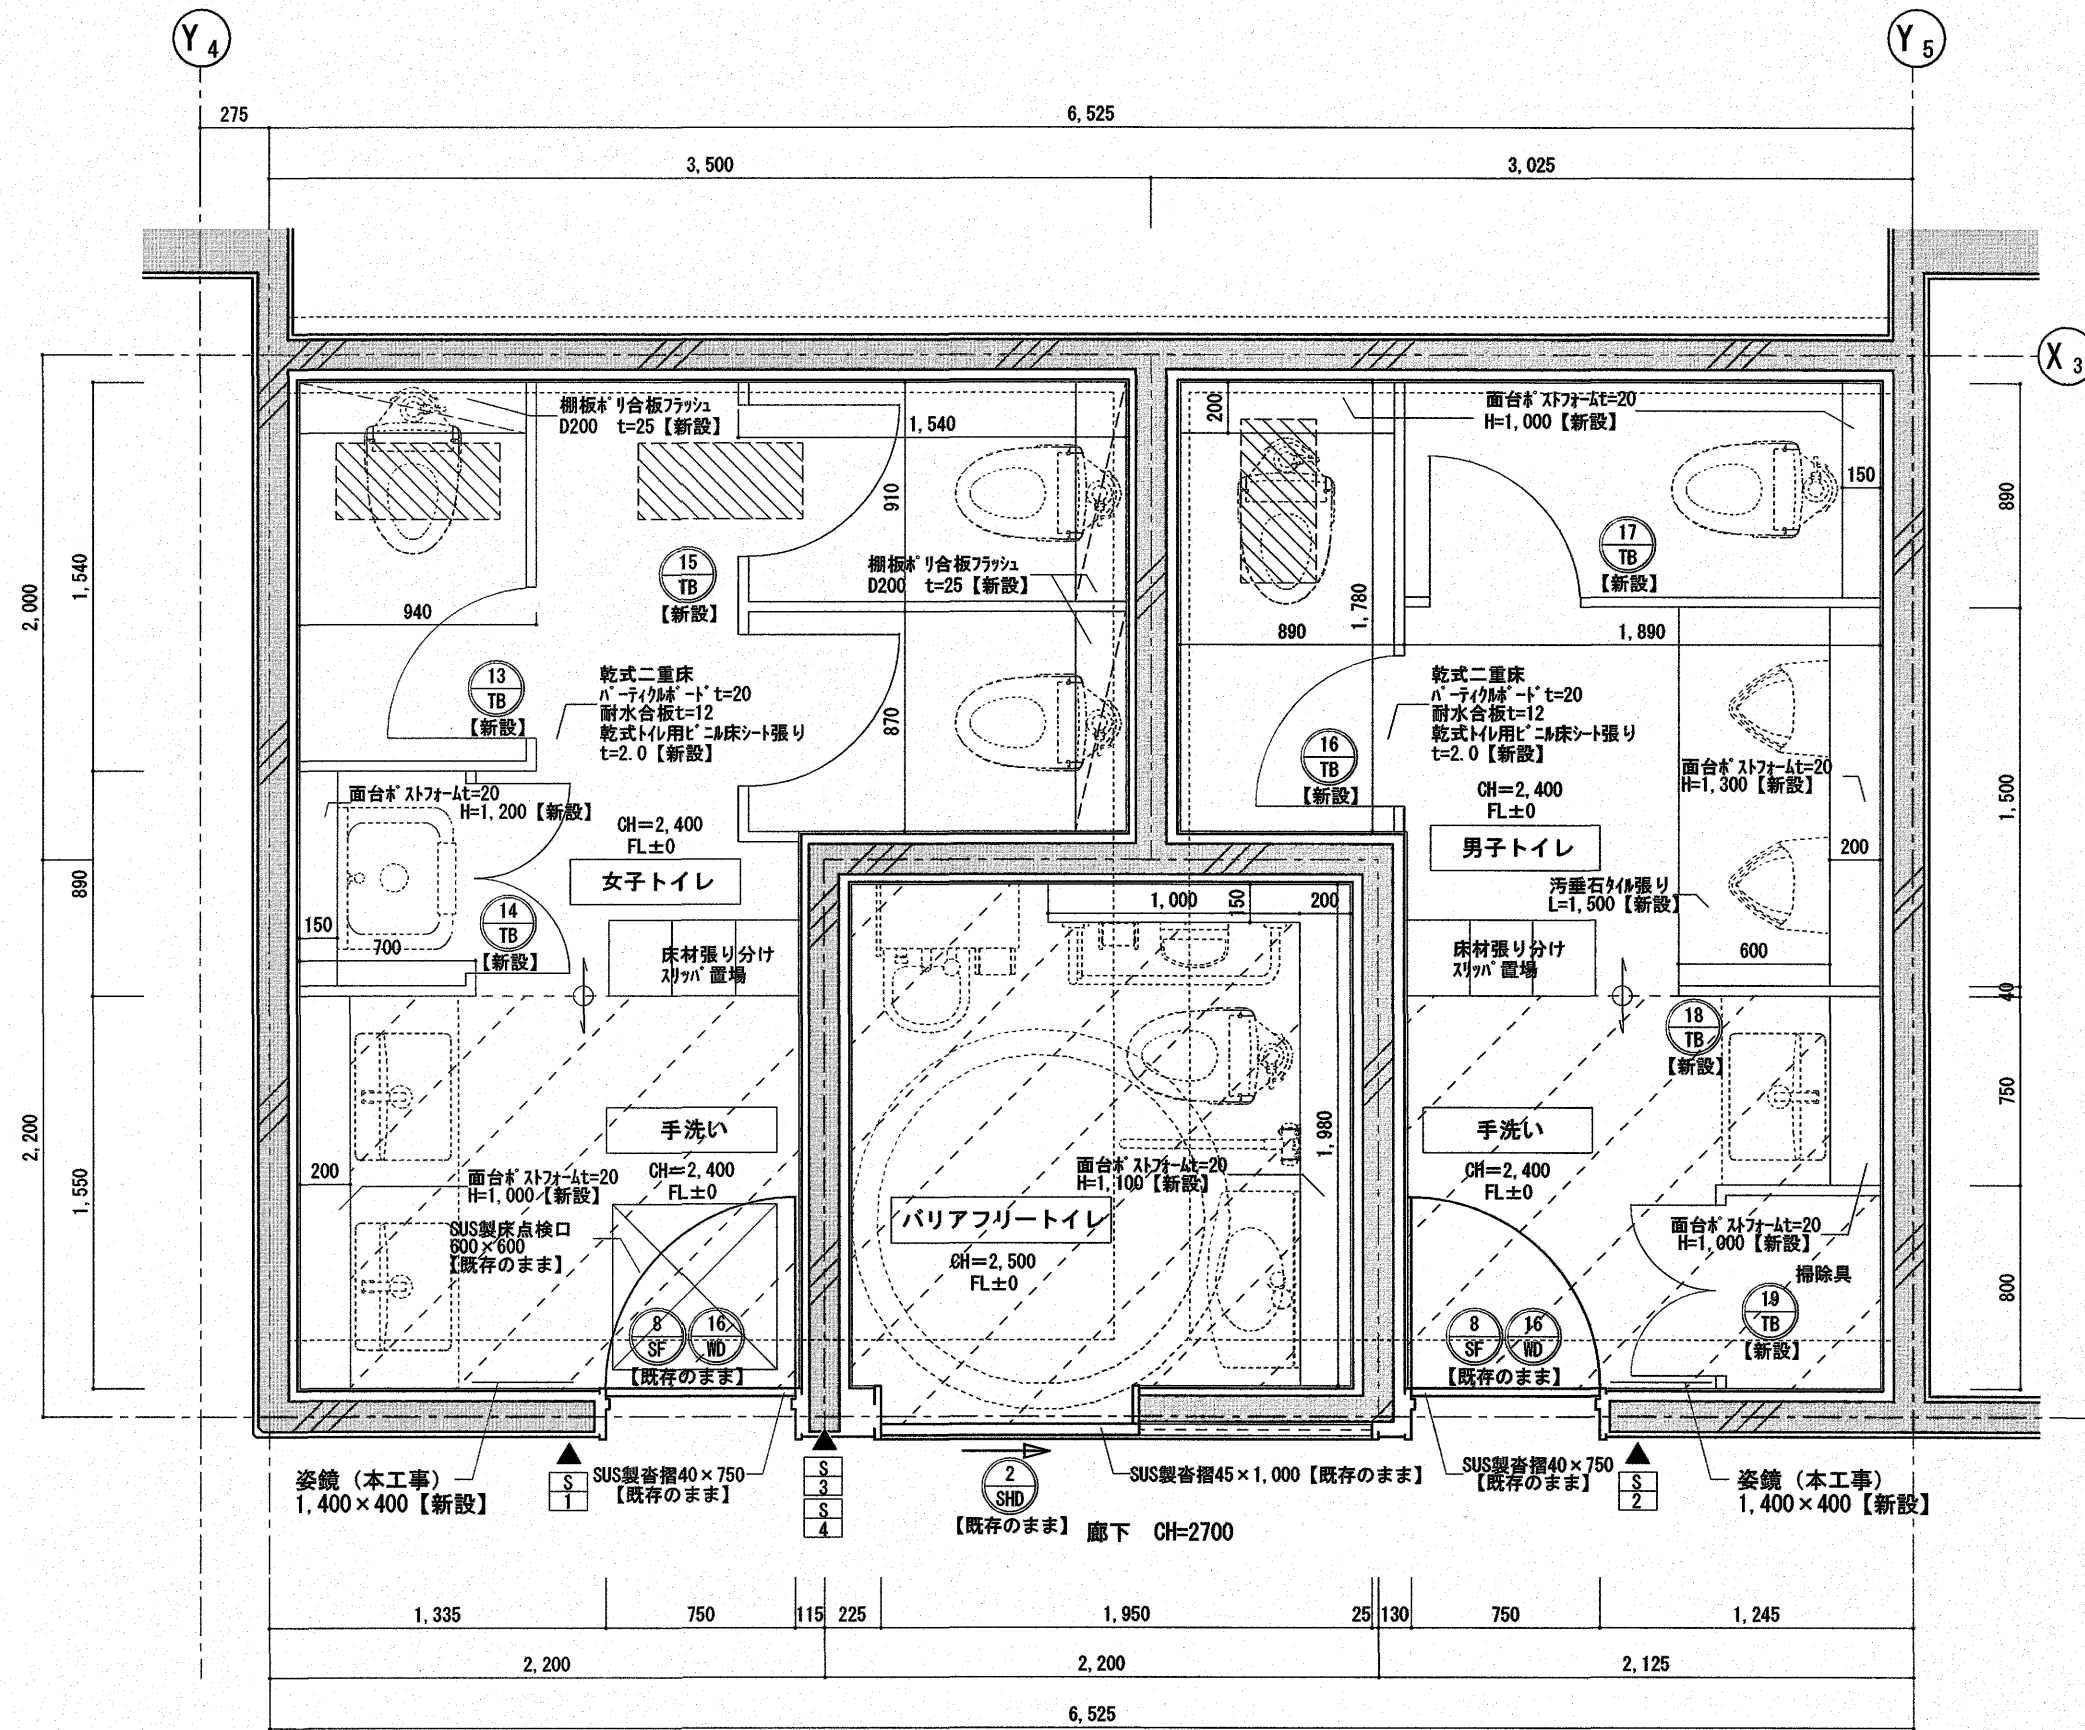 Y4
Y5
275
6,525
3,500
3,025
X3
棚板ポリ合板フラッシュ
D200 t=25【新設】
1,540
200
面台ポストフォームt=20
H=1,000【新設】
150
890
910
15
TB
【新設】
棚板ポリ合板フラッシュ
D200 t=25【新設】
17
TB
【新設】
1,540
2,000
940
1,780
890
1,890
13
TB
【新設】
乾式二重床
パーティクルボードt=20
耐水合板t=12
乾式トイレ用ビニル床シート張り
t=2.0【新設】
870
乾式二重床
パーティクルボードt=20
耐水合板t=12
乾式トイレ用ビニル床シート張り
t=2.0【新設】
16
TB
【新設】
面台ポストフォームt=20
H=1,300【新設】
1,500
面台ポストフォームt=20
H=1,200【新設】
CH=2,400
FL±0
女子トイレ
CH=2,400
FL±0
男子トイレ
200
890
14
TB
【新設】
150
700
床材張り分け
スリッパ置場
1,000
150
200
汚垂石タイル張り
L=1,500【新設】
床材張り分け
スリッパ置場
600
40
18
TB
【新設】
750
2,200
1,550
手洗い
CH=2,400
FL±0
200
面台ポストフォームt=20
H=1,000【新設】
1,980
面台ポストフォームt=20
H=1,100【新設】
手洗い
CH=2,400
FL±0
SUS製床点検口
600×600
【既存のまま】
バリアフリートイレ
CH=2,500
FL±0
面台ポストフォームt=20
H=1,000【新設】
掃除具
19
TB
【新設】
800
8
SF
16
WD
【既存のまま】
8
SF
16
WD
【既存のまま】
姿鏡（本工事）
1,400×400【新設】
S
1
SUS製沓摺40×750
【既存のまま】
S
3
S
4
2
SHD
【既存のまま】
SUS製沓摺45×1,000【既存のまま】
廊下 CH=2700
SUS製沓摺40×750
【既存のまま】
S
2
姿鏡（本工事）
1,400×400【新設】
1,335
750
115
225
1,950
25
130
750
1,245
2,200
2,200
2,125
6,525